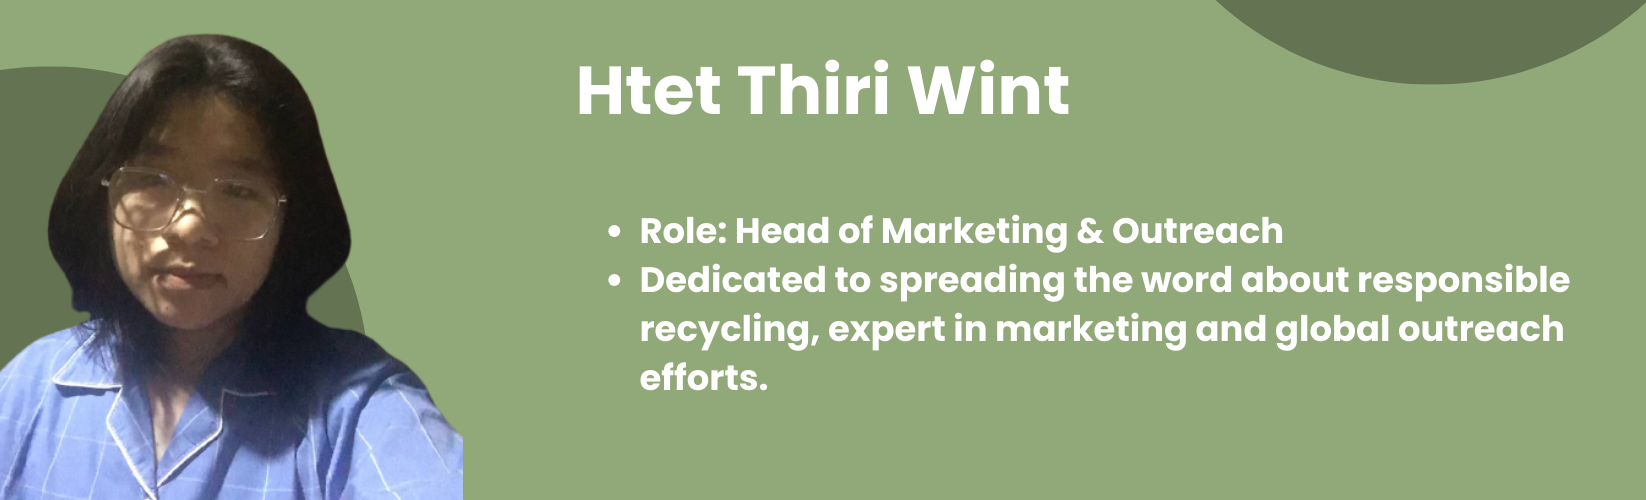 Htet Thiri Wint
• Role: Head of Marketing & Outreach
• Dedicated to spreading the word about responsible
recycling, expert in marketing and global outreach
efforts.